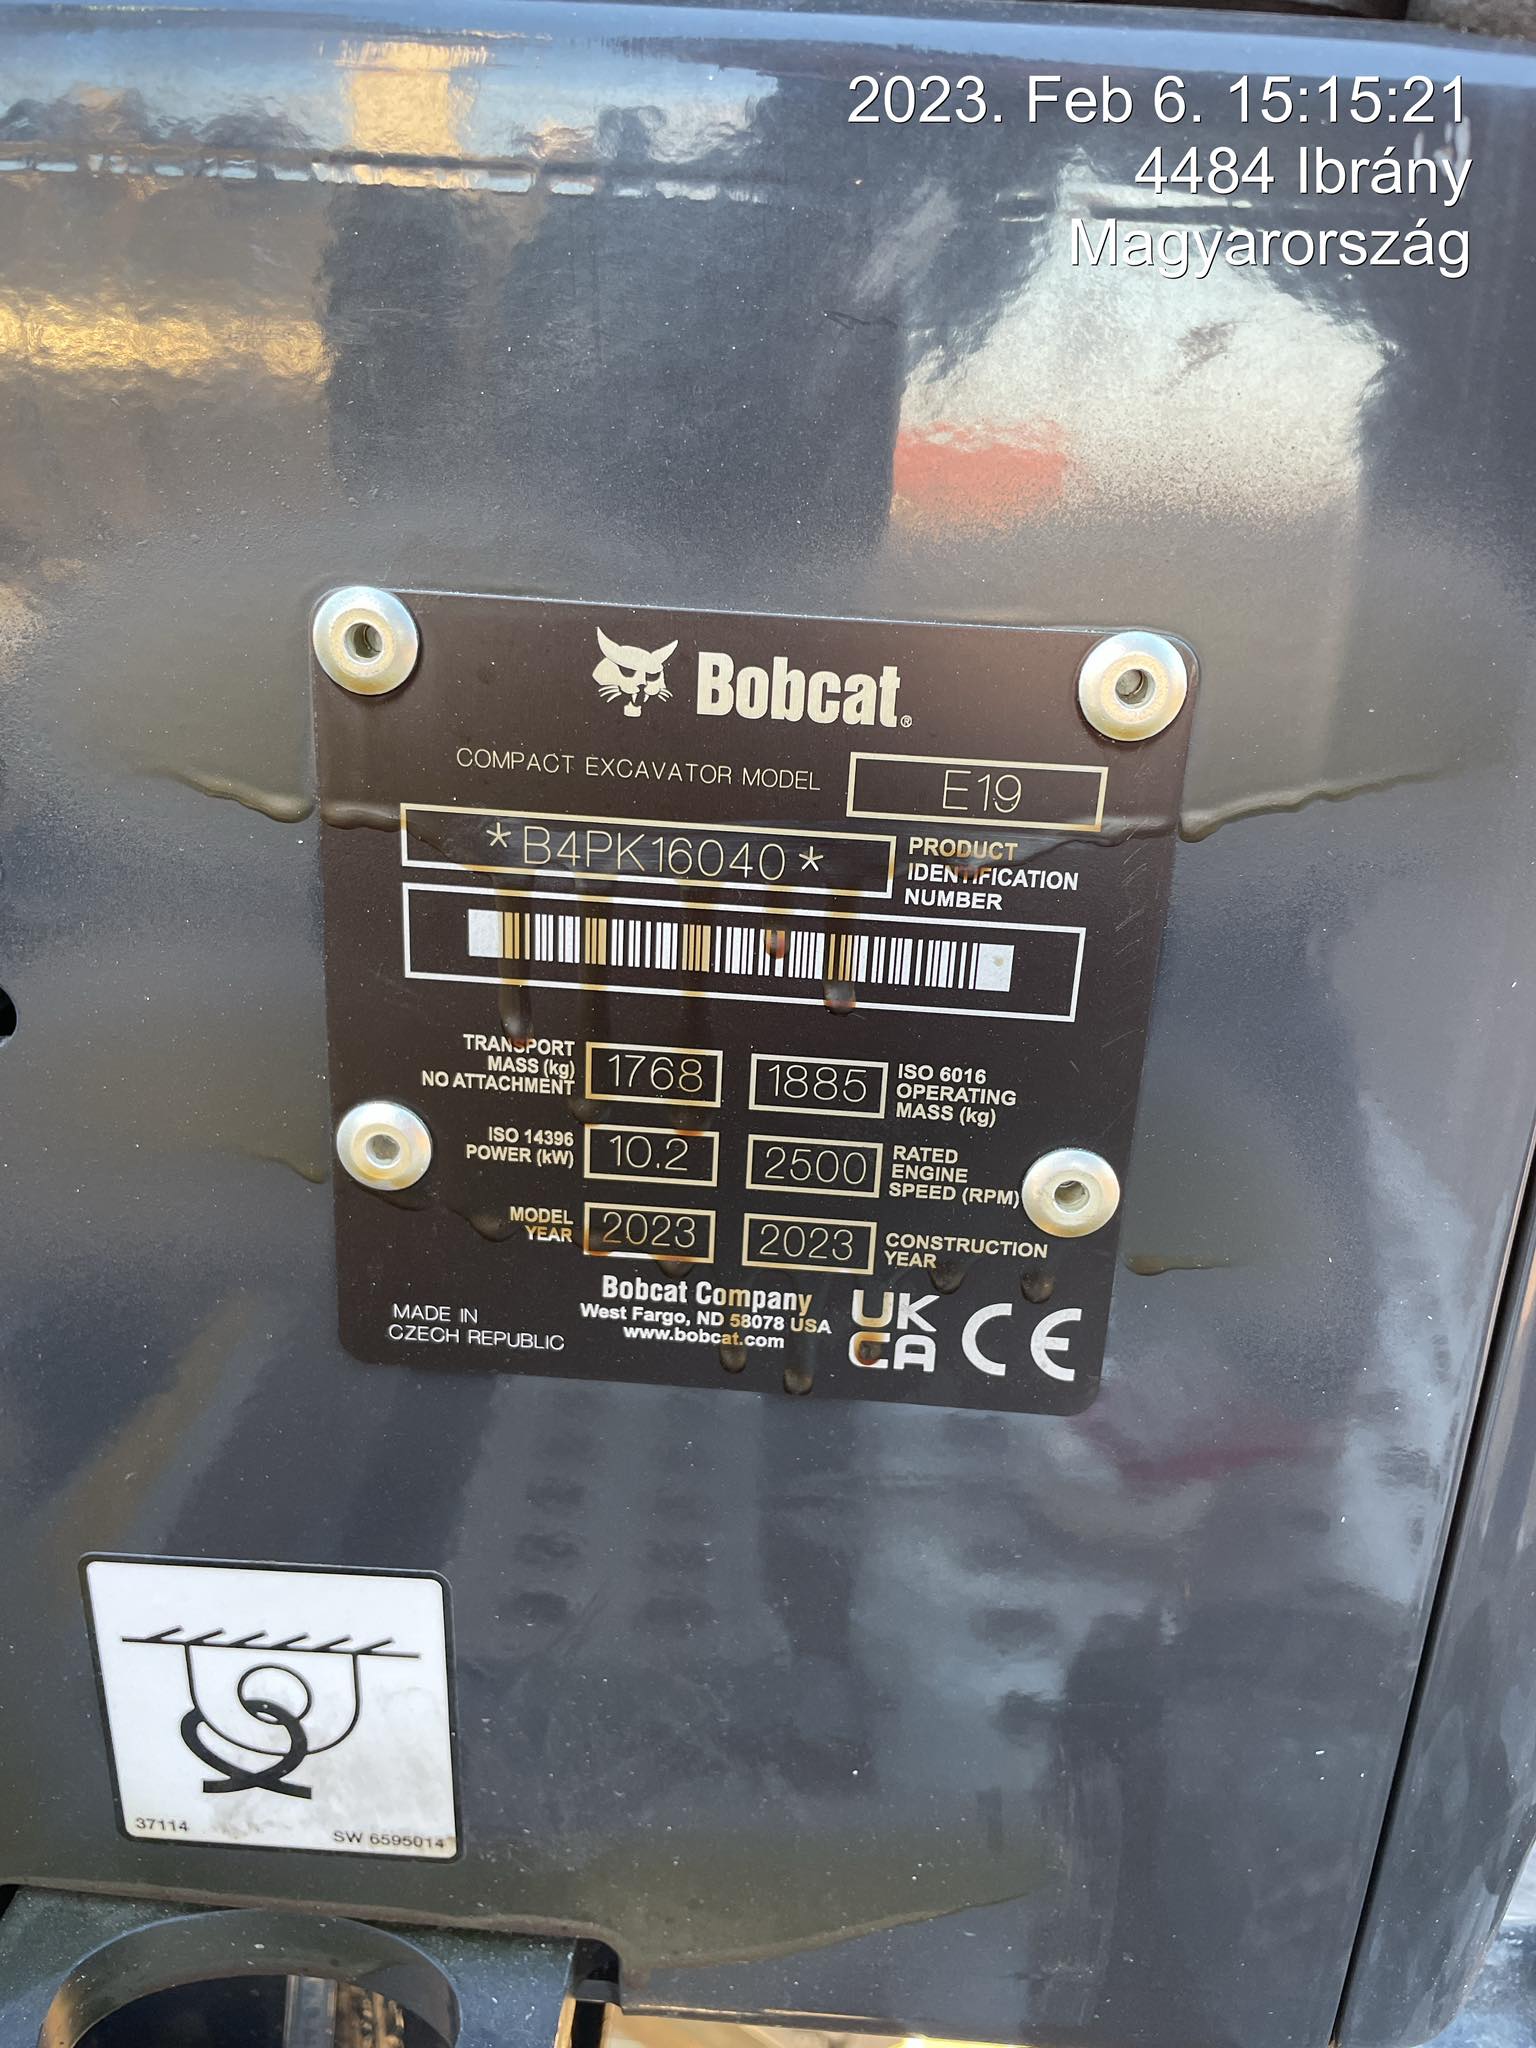 2023. Feb 6. 15:15:21
4484 Ibrány
Magyarország
Bobcat®
COMPACT EXCAVATOR MODEL E19
*B4PK16040* PRODUCT
IDENTIFICATION
NUMBER
TRANSPORT
MASS (kg)
NO ATTACHMENT
1768
1885
ISO 6016
OPERATING
MASS (kg)
ISO 14396
POWER (kW)
10.2
2500
RATED
ENGINE
SPEED (RPM)
MODEL
YEAR
2023
2023
CONSTRUCTION
YEAR
MADE IN
CZECH REPUBLIC
Bobcat Company
West Fargo, ND 58078 USA
www.bobcat.com
UK
CA
CE
37114
SW 6595014